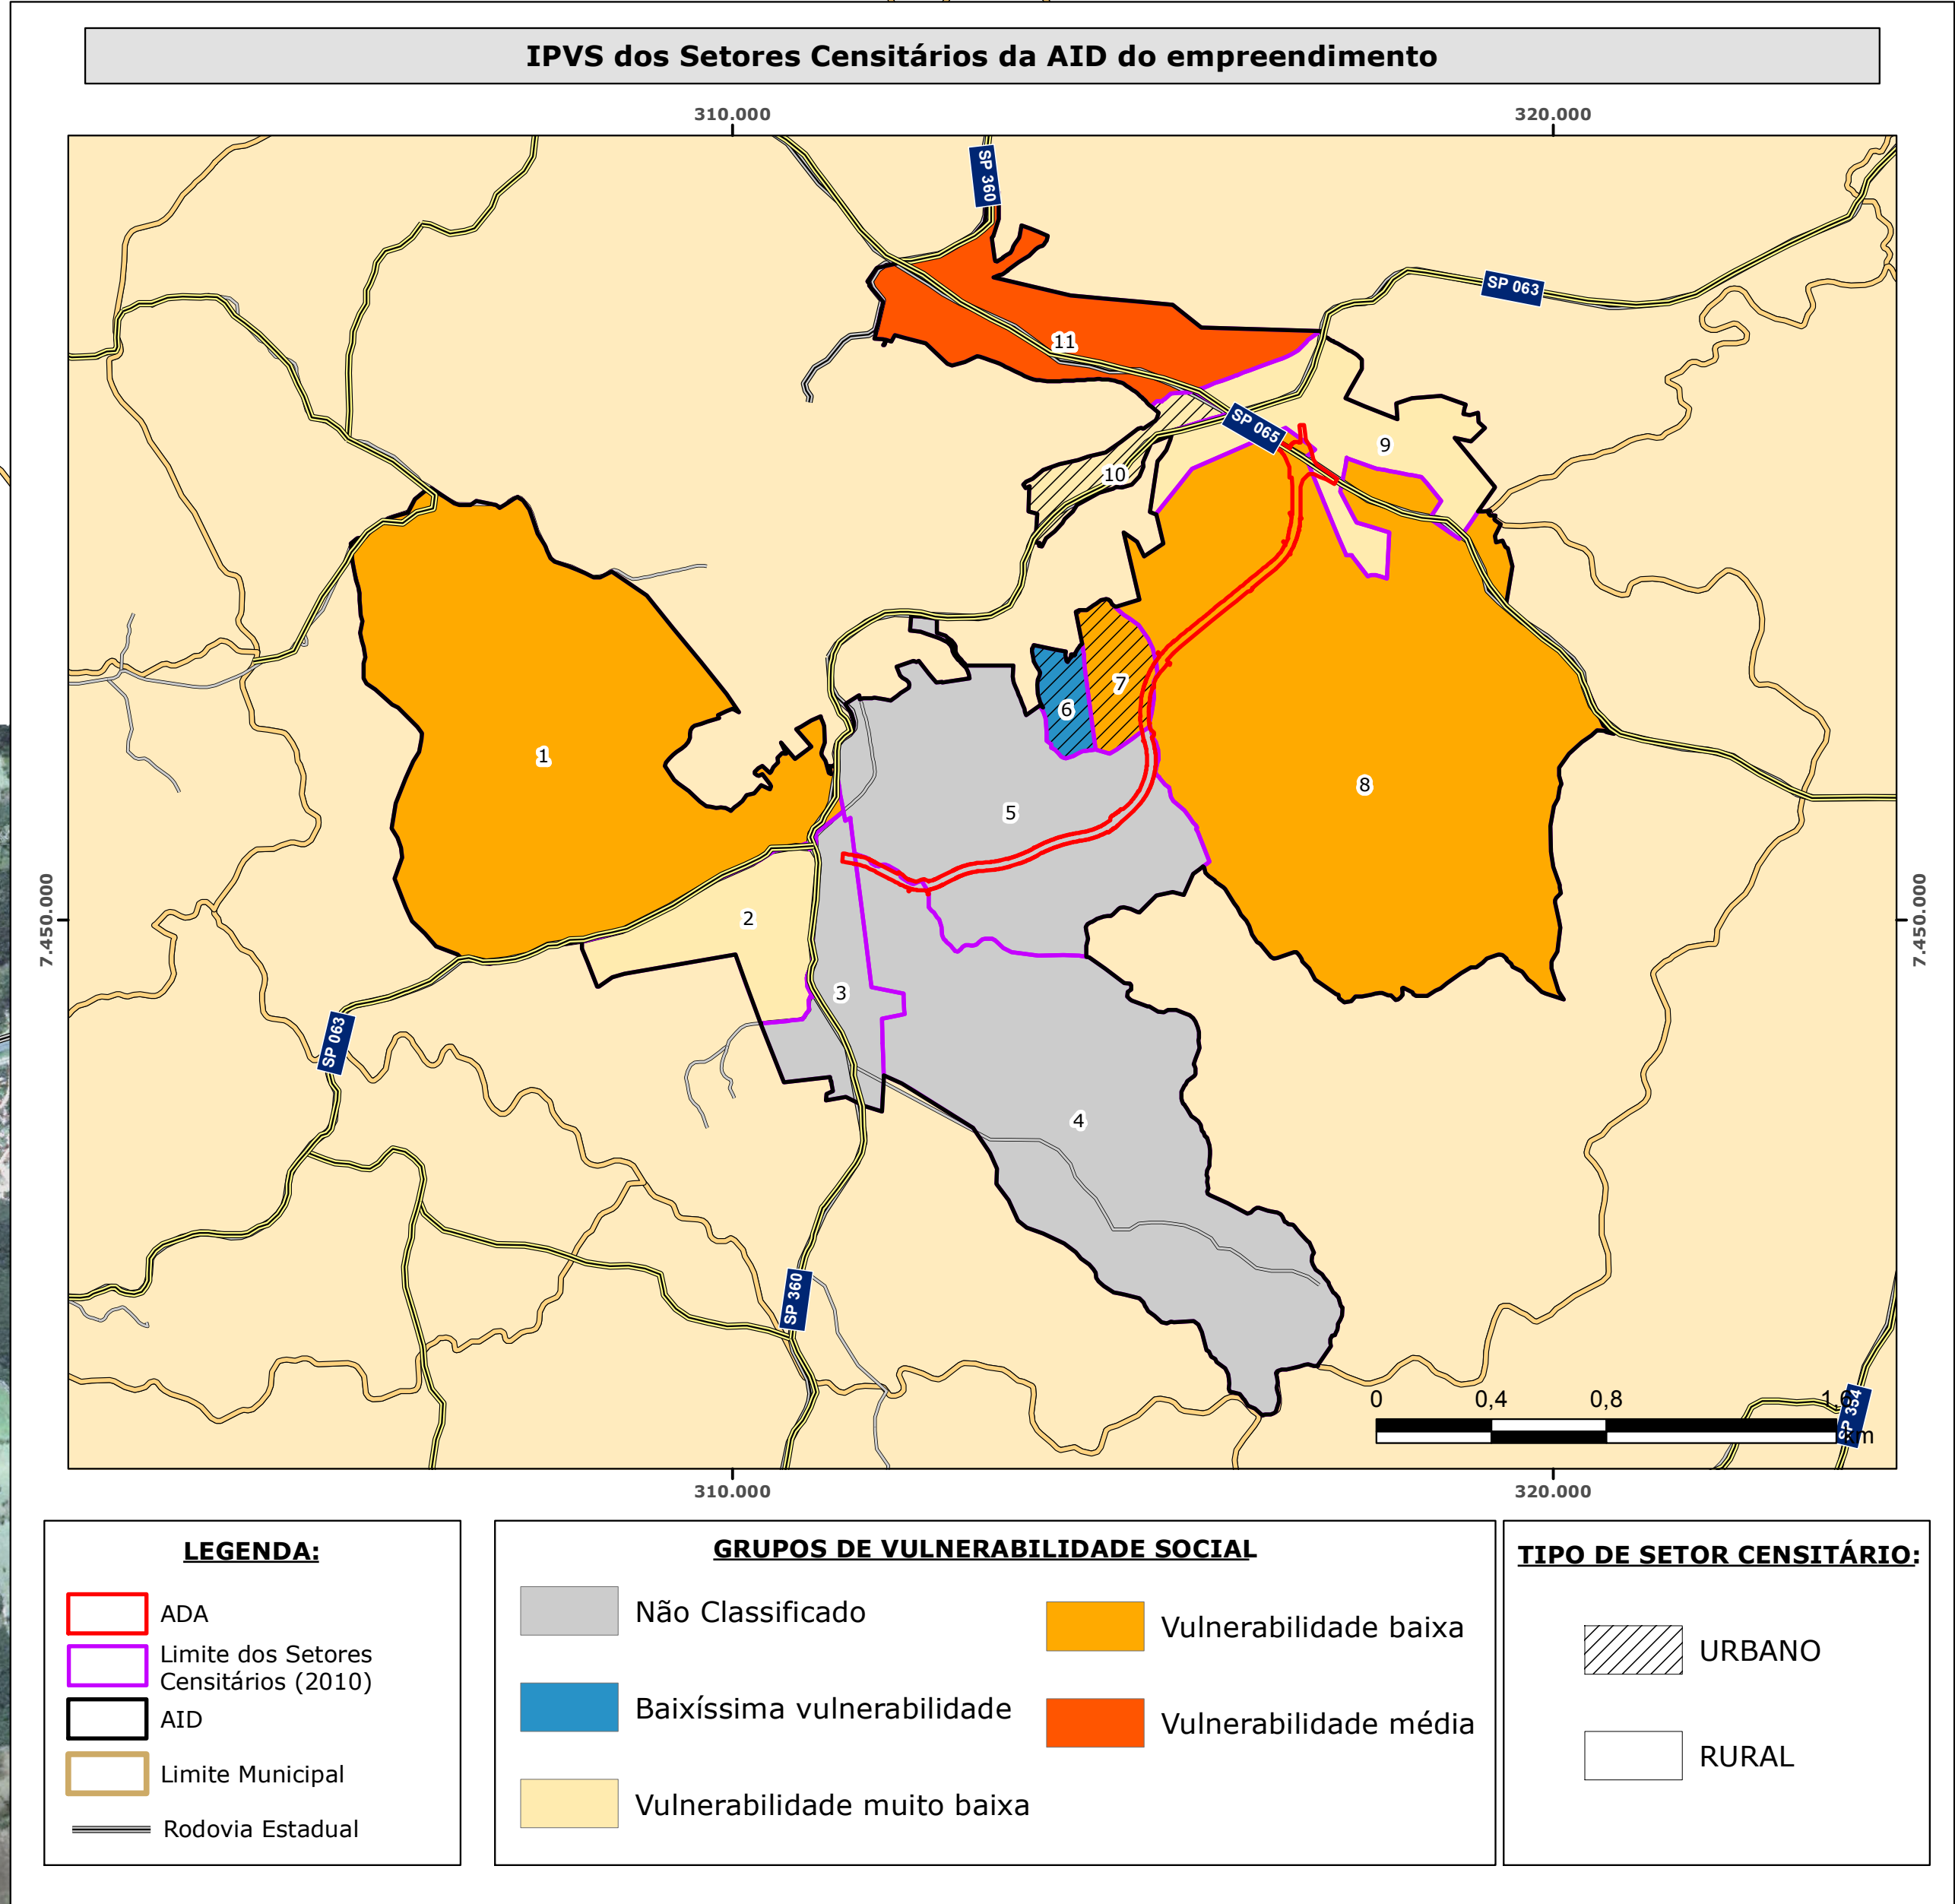 IPVS dos Setores Censitários da AID do empreendimento
310.000
320.000
SP 360
SP 063
11
SP 065
9
10
7
6
1
8
5
7.450.000
7.450.000
2
3
SP 063
4
SP 360
0
0,4
0,8
km
SP 354
310.000
320.000
LEGENDA:
ADA
Limite dos Setores
Censitários (2010)
AID
Limite Municipal
Rodovia Estadual
GRUPOS DE VULNERABILIDADE SOCIAL
Não Classificado
Baixíssima vulnerabilidade
Vulnerabilidade muito baixa
Vulnerabilidade baixa
Vulnerabilidade média
TIPO DE SETOR CENSITÁRIO:
URBANO
RURAL